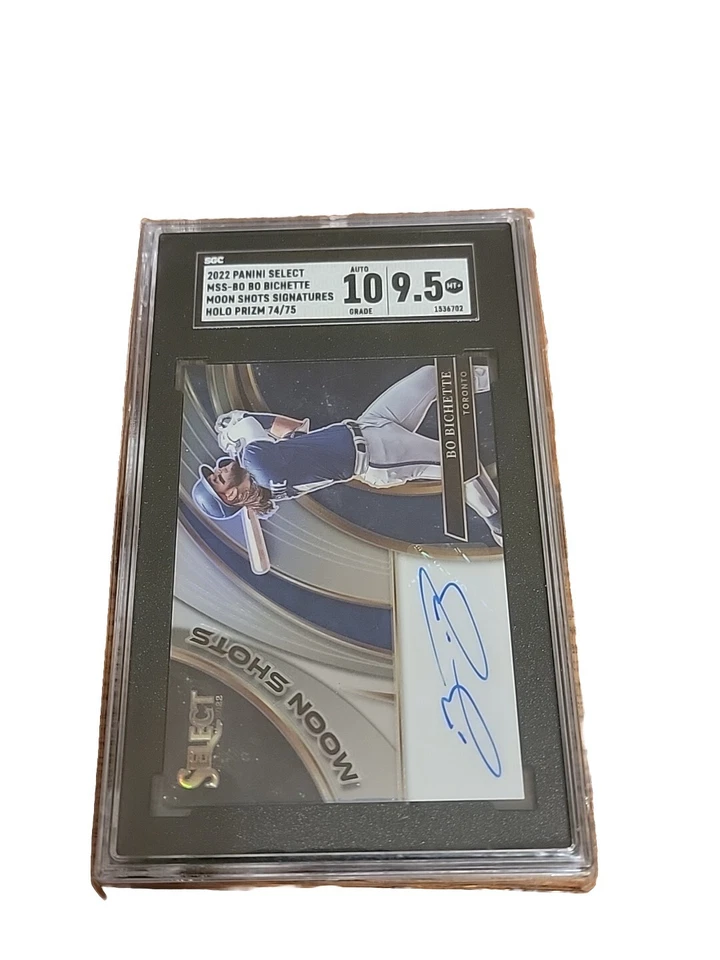 SGC
2022 PANINI SELECT
MSS-BO BO BICHETTE
MOON SHOTS SIGNATURES
HOLO PRIZM 74/75
AUTO
10
GRADE
9.5
MT+
1536702
BO BICHETTE
TORONTO
MOON SHOTS
SELECT
2022